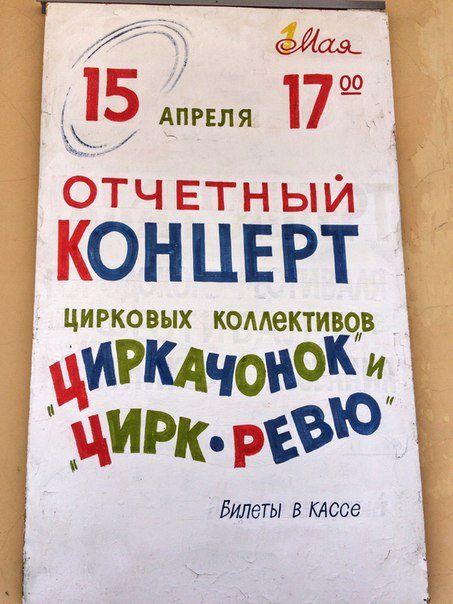 1 Мая
15 АПРЕЛЯ 17 00
ОТЧЕТНЫЙ
КОНЦЕРТ
ЦИРКОВЫХ КОЛЛЕКТИВОВ
"ЦИРКАЧОНОК" И
"ЦИРК•РЕВЮ"
БИЛЕТЫ В КАССЕ